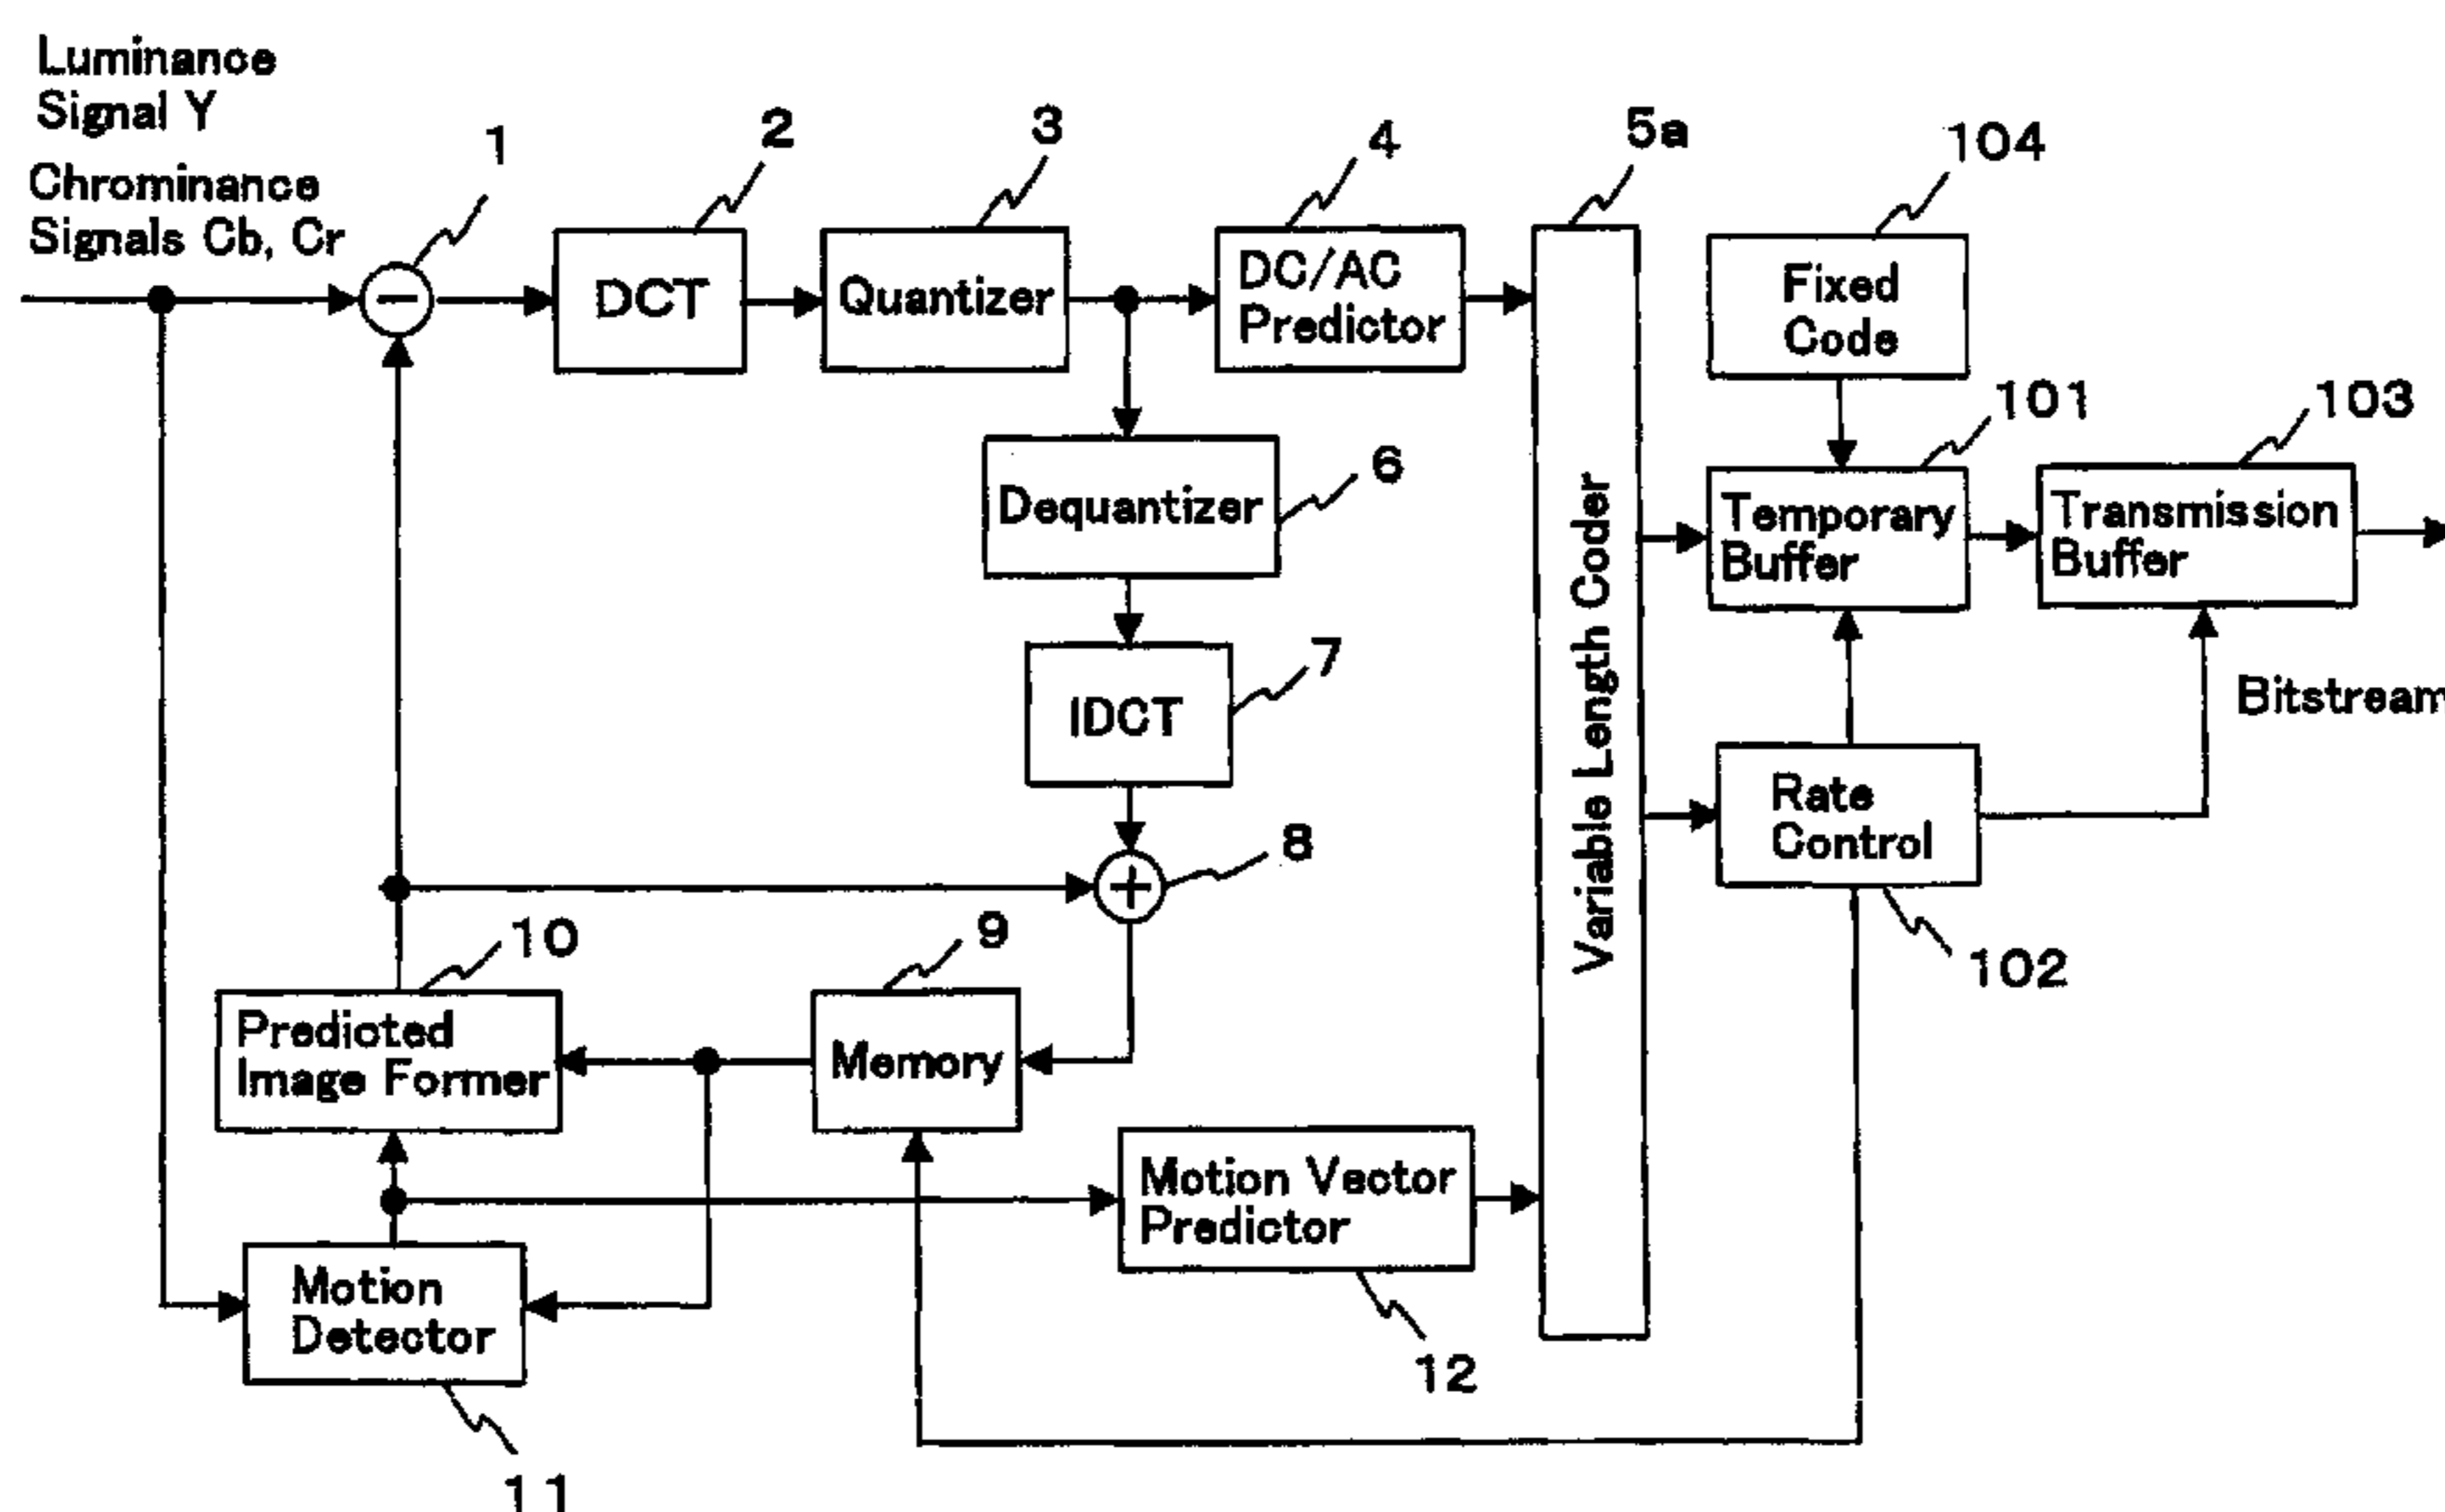 Luminance
Signal Y
Chrominance
Signals Cb, Cr
1
2
3
4
5a
104
DCT
Quantizer
DC/AC
Predictor
Fixed
Code
101
103
6
Dequantizer
Temporary
Buffer
Transmission
Buffer
7
IDCT
Variable Length Coder
Bitstream
Rate
Control
8
102
10
9
Predicted
Image Former
Memory
Motion Vector
Predictor
12
Motion
Detector
11